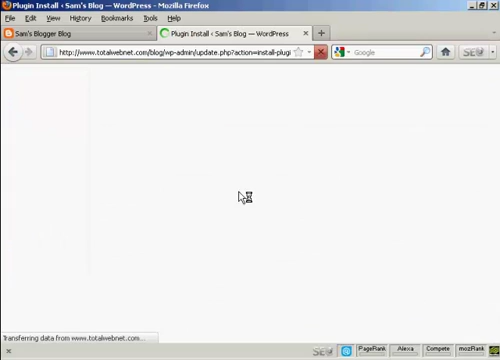 Plugin Install ‹ Sam's Blog — WordPress - Mozilla Firefox
File Edit View History Bookmarks Tools Help
Sam's Blogger Blog
Plugin Install ‹ Sam's Blog — WordPress
http://www.totalwebnet.com/blog/wp-admin/update.php?action=install-plugi
Google
SEO
Transferring data from www.totalwebnet.com...
SEO
PageRank
Alexa
Compete
mozRank